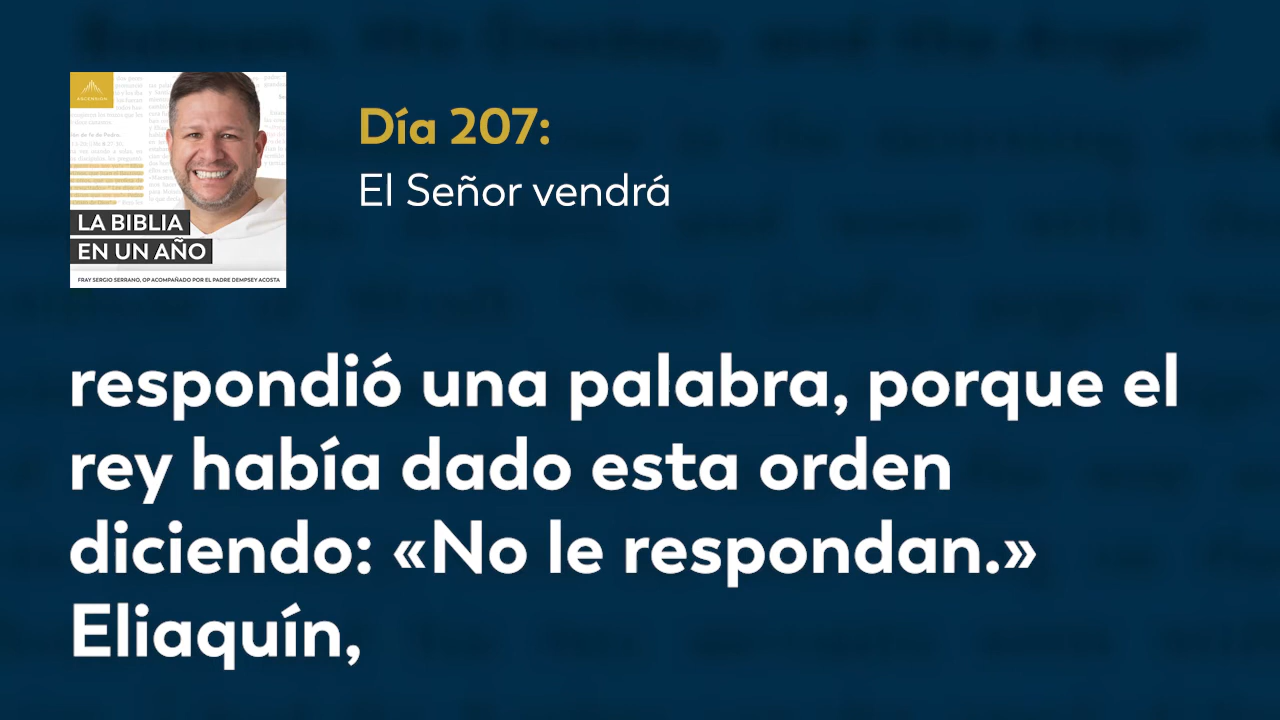 ASCENSION
LA BIBLIA
EN UN AÑO
FRAY SERGIO SERRANO, OP ACOMPAÑADO POR EL PADRE DEMPSEY ACOSTA
Día 207:
El Señor vendrá
respondió una palabra, porque el
rey había dado esta orden
diciendo: «No le respondan.»
Eliaquín,